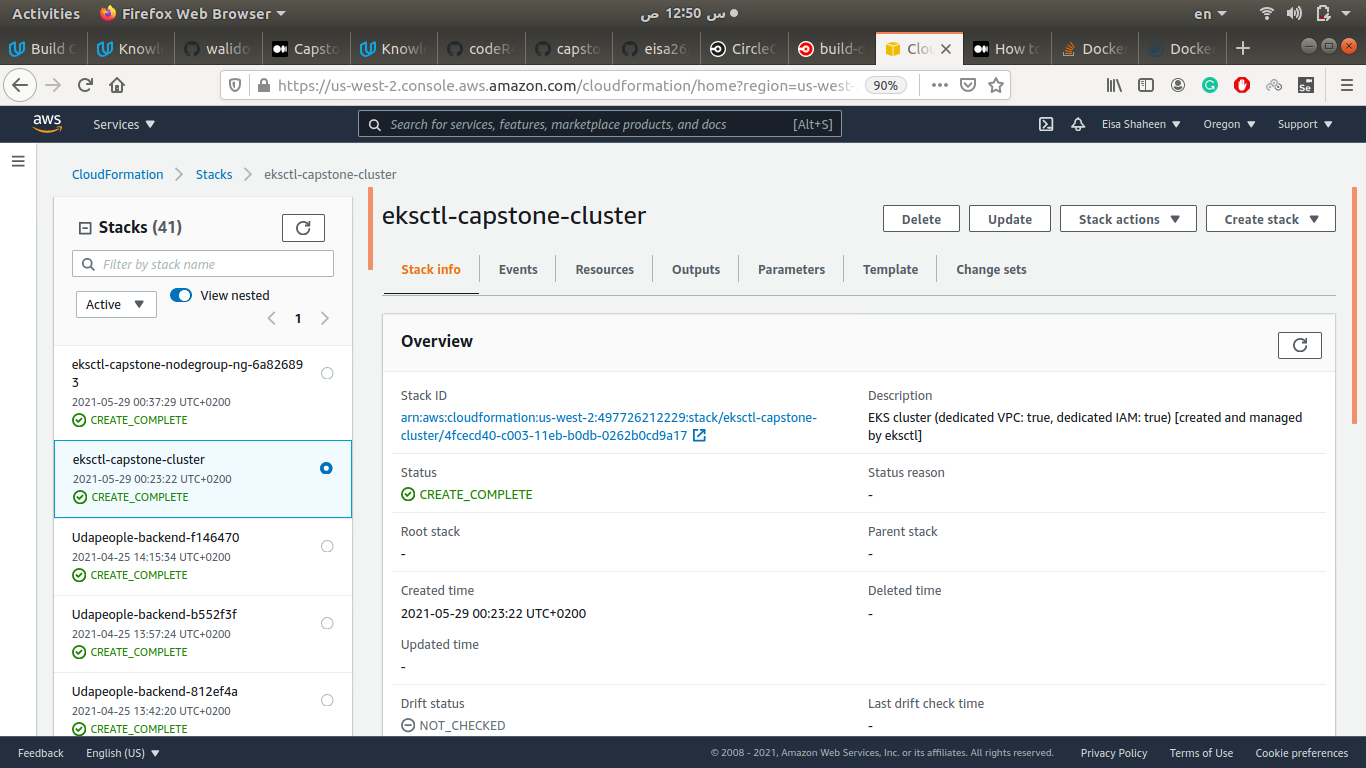 Activities Firefox Web Browser س 12:50 ص en
Build C Knowl walido Capsto Knowl codeR- capsto eisa26 CircleC build-d Clou How to Docke Docke
https://us-west-2.console.aws.amazon.com/cloudformation/home?region=us-west- 90%
aws Services Search for services, features, marketplace products, and docs [Alt+S] Eisa Shaheen Oregon Support
CloudFormation Stacks eksctl-capstone-cluster
Stacks (41)
Filter by stack name
Active View nested
1
eksctl-capstone-nodegroup-ng-6a82689
3
2021-05-29 00:37:29 UTC+0200
CREATE_COMPLETE
eksctl-capstone-cluster
2021-05-29 00:23:22 UTC+0200
CREATE_COMPLETE
Udapeople-backend-f146470
2021-04-25 14:15:34 UTC+0200
CREATE_COMPLETE
Udapeople-backend-b552f3f
2021-04-25 13:57:24 UTC+0200
CREATE_COMPLETE
Udapeople-backend-812ef4a
2021-04-25 13:42:20 UTC+0200
CREATE_COMPLETE
eksctl-capstone-cluster
Delete Update Stack actions Create stack
Stack info Events Resources Outputs Parameters Template Change sets
Overview
Stack ID
arn:aws:cloudformation:us-west-2:497726212229:stack/eksctl-capstone-
cluster/4fcecd40-c003-11eb-b0db-0262b0cd9a17
Description
EKS cluster (dedicated VPC: true, dedicated IAM: true) [created and managed
by eksctl]
Status
CREATE_COMPLETE
Status reason
-
Root stack
-
Parent stack
-
Created time
2021-05-29 00:23:22 UTC+0200
Deleted time
-
Updated time
-
Drift status
NOT_CHECKED
Last drift check time
-
Feedback English (US) © 2008 - 2021, Amazon Web Services, Inc. or its affiliates. All rights reserved. Privacy Policy Terms of Use Cookie preferences